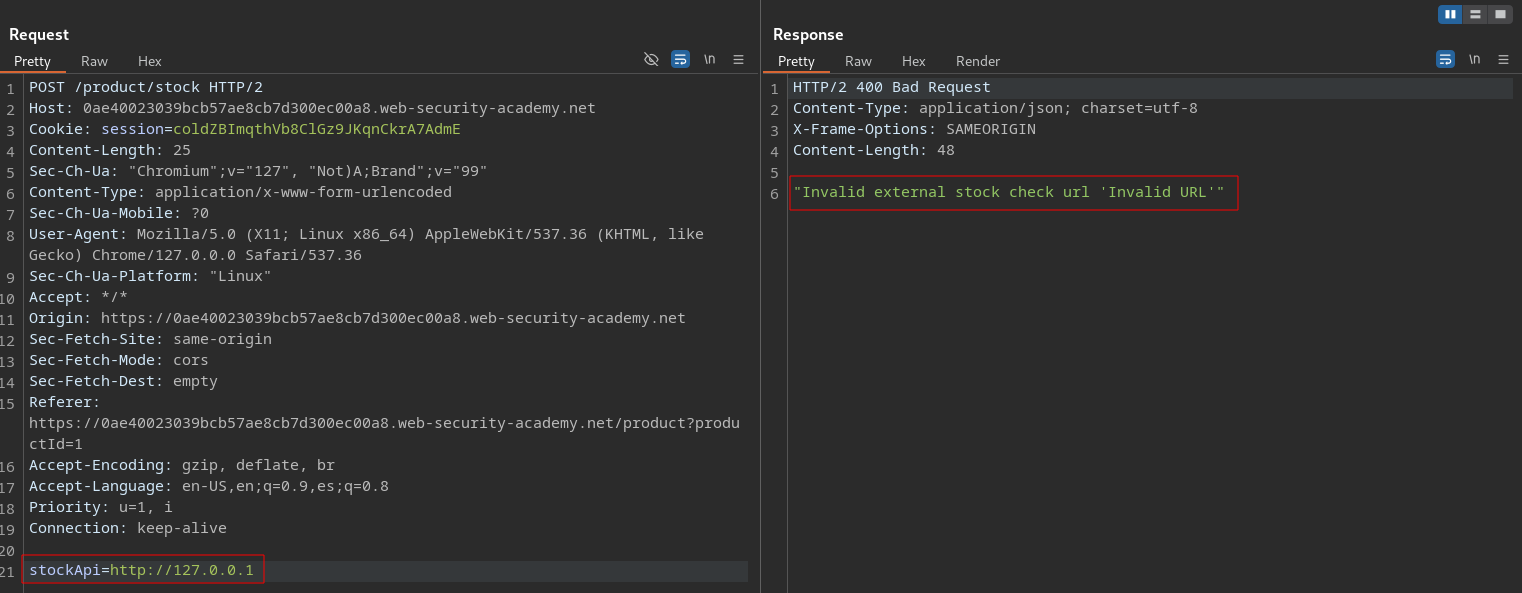 Request
Pretty Raw Hex
\n
1 POST /product/stock HTTP/2
2 Host: 0ae40023039bcb57ae8cb7d300ec00a8.web-security-academy.net
3 Cookie: session=coldZBImqthVb8ClGz9JKqnCkrA7AdmE
4 Content-Length: 25
5 Sec-Ch-Ua: "Chromium";v="127", "Not)A;Brand";v="99"
6 Content-Type: application/x-www-form-urlencoded
7 Sec-Ch-Ua-Mobile: ?0
8 User-Agent: Mozilla/5.0 (X11; Linux x86_64) AppleWebKit/537.36 (KHTML, like
Gecko) Chrome/127.0.0.0 Safari/537.36
9 Sec-Ch-Ua-Platform: "Linux"
10 Accept: */*
11 Origin: https://0ae40023039bcb57ae8cb7d300ec00a8.web-security-academy.net
12 Sec-Fetch-Site: same-origin
13 Sec-Fetch-Mode: cors
14 Sec-Fetch-Dest: empty
15 Referer:
https://0ae40023039bcb57ae8cb7d300ec00a8.web-security-academy.net/product?produ
ctId=1
16 Accept-Encoding: gzip, deflate, br
17 Accept-Language: en-US,en;q=0.9,es;q=0.8
18 Priority: u=1, i
19 Connection: keep-alive
20
21 stockApi=http://127.0.0.1
Response
Pretty Raw Hex Render
\n
1 HTTP/2 400 Bad Request
2 Content-Type: application/json; charset=utf-8
3 X-Frame-Options: SAMEORIGIN
4 Content-Length: 48
5
6 "Invalid external stock check url 'Invalid URL'"